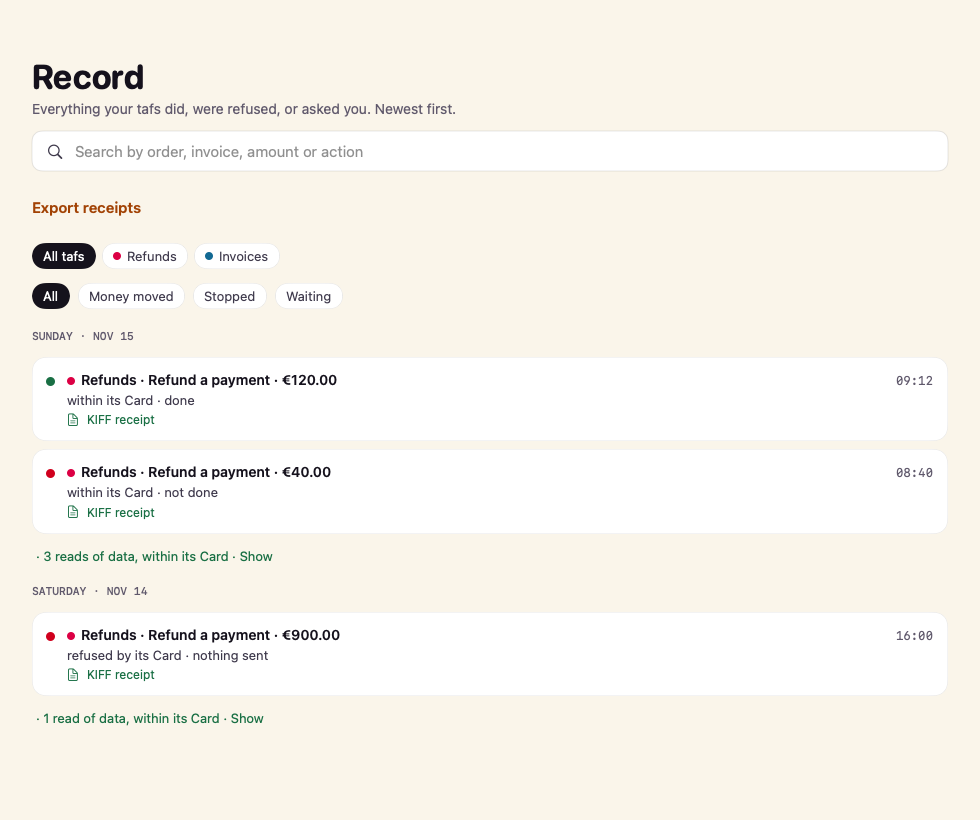 Record
Everything your tafs did, were refused, or asked you. Newest first.
Search by order, invoice, amount or action
Export receipts
All tafs Refunds Invoices
All Money moved Stopped Waiting
SUNDAY · NOV 15
Refunds · Refund a payment · €120.00 09:12
within its Card · done
KIFF receipt
Refunds · Refund a payment · €40.00 08:40
within its Card · not done
KIFF receipt
· 3 reads of data, within its Card · Show
SATURDAY · NOV 14
Refunds · Refund a payment · €900.00 16:00
refused by its Card · nothing sent
KIFF receipt
· 1 read of data, within its Card · Show